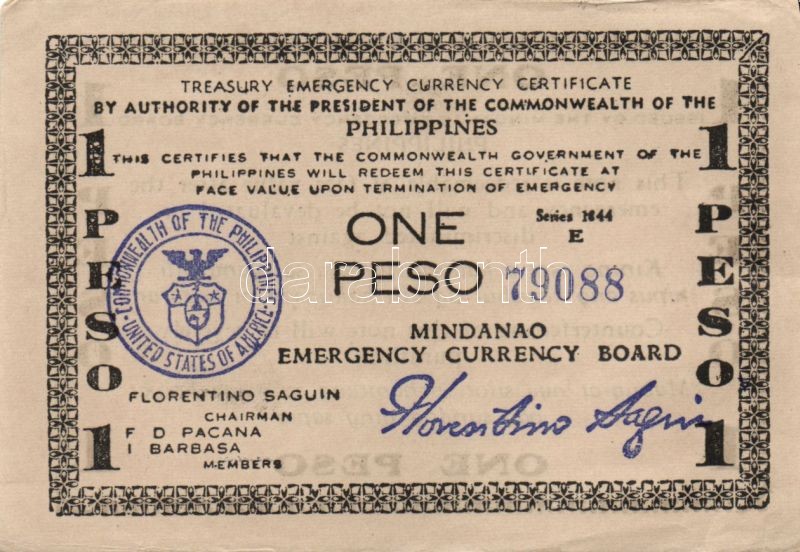 TREASURY EMERGENCY CURRENCY CERTIFICATE
BY AUTHORITY OF THE PRESIDENT OF THE COMMONWEALTH OF THE
PHILIPPINES
THIS CERTIFIES THAT THE COMMONWEALTH GOVERNMENT OF THE
PHILIPPINES WILL REDEEM THIS CERTIFICATE AT
FACE VALUE UPON TERMINATION OF EMERGENCY
1 PESO 1
1 PESO 1
ONE
PESO
Series 1944
E
79088
COMMONWEALTH OF THE PHILIPPINES
UNITED STATES OF AMERICA
MINDANAO
EMERGENCY CURRENCY BOARD
FLORENTINO SAGUIN
CHAIRMAN
F D PACANA
I BARBASA
MEMBERS
Florentino Saguin
darabanth